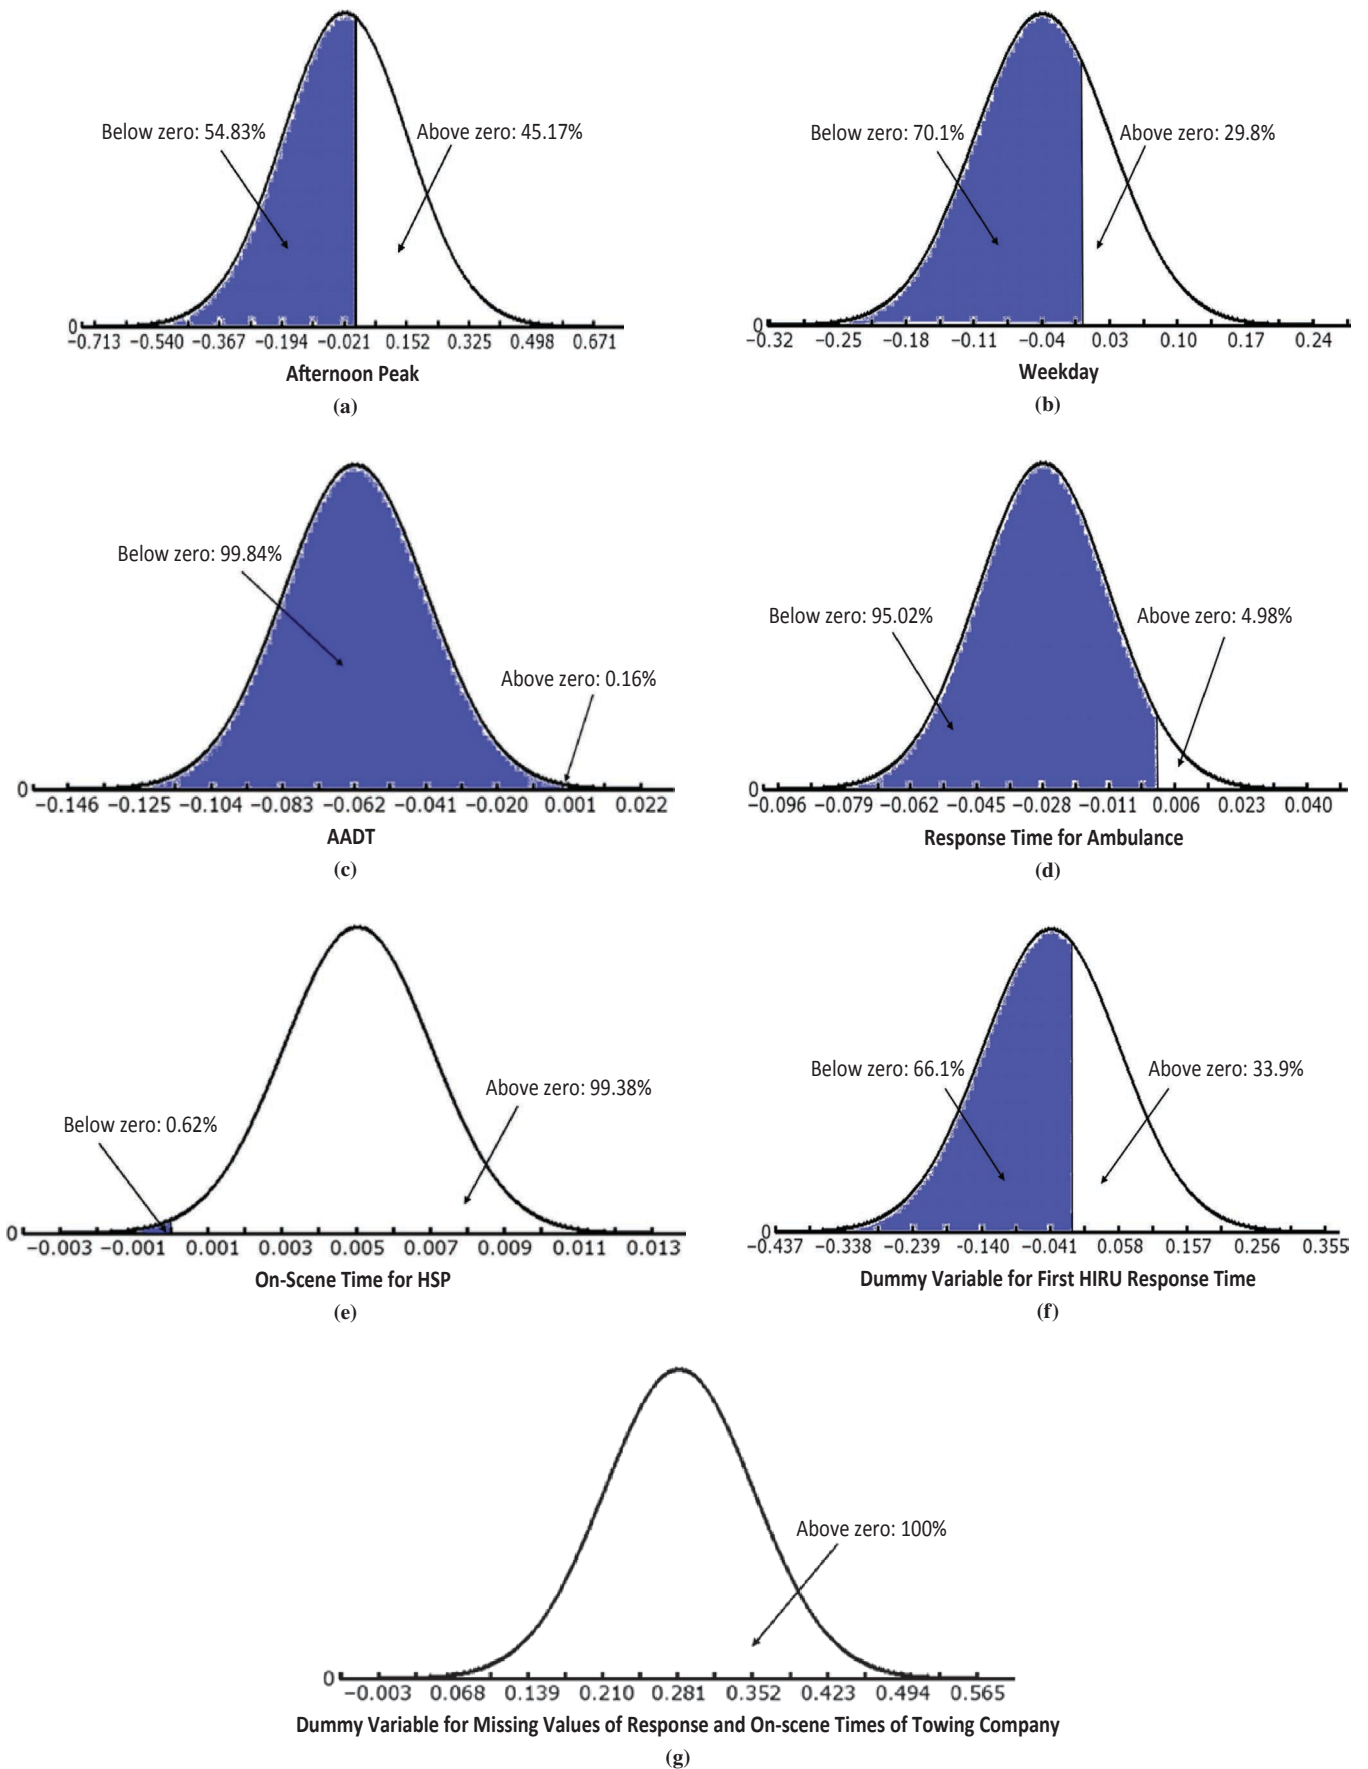 Below zero: 54.83%
Above zero: 45.17%
0
−0.713 −0.540 −0.367 −0.194 −0.021 0.152 0.325 0.498 0.671
Afternoon Peak
(a)
Below zero: 70.1%
Above zero: 29.8%
0
−0.32 −0.25 −0.18 −0.11 −0.04 0.03 0.10 0.17 0.24
Weekday
(b)
Below zero: 99.84%
Above zero: 0.16%
0
−0.146 −0.125 −0.104 −0.083 −0.062 −0.041 −0.020 0.001 0.022
AADT
(c)
Below zero: 95.02%
Above zero: 4.98%
0
−0.096 −0.079 −0.062 −0.045 −0.028 −0.011 0.006 0.023 0.040
Response Time for Ambulance
(d)
Above zero: 99.38%
Below zero: 0.62%
0
−0.003 −0.001 0.001 0.003 0.005 0.007 0.009 0.011 0.013
On-Scene Time for HSP
(e)
Below zero: 66.1%
Above zero: 33.9%
0
−0.437 −0.338 −0.239 −0.140 −0.041 0.058 0.157 0.256 0.355
Dummy Variable for First HIRU Response Time
(f)
Above zero: 100%
0
−0.003 0.068 0.139 0.210 0.281 0.352 0.423 0.494 0.565
Dummy Variable for Missing Values of Response and On-scene Times of Towing Company
(g)